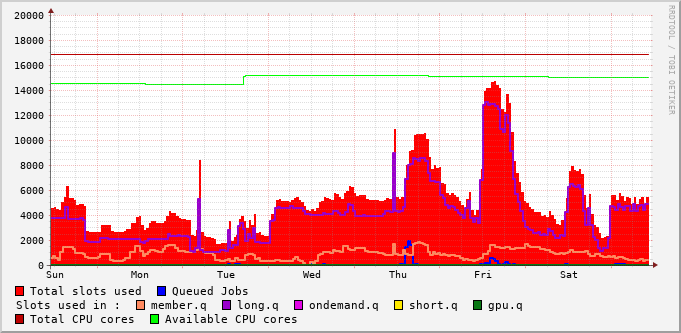 20000
18000
16000
14000
12000
10000
8000
6000
4000
2000
0
Sun Mon Tue Wed Thu Fri Sat
RRDTOOL / TOBI OETIKER
Total slots used Queued Jobs
Slots used in : member.q long.q ondemand.q short.q gpu.q
Total CPU cores Available CPU cores